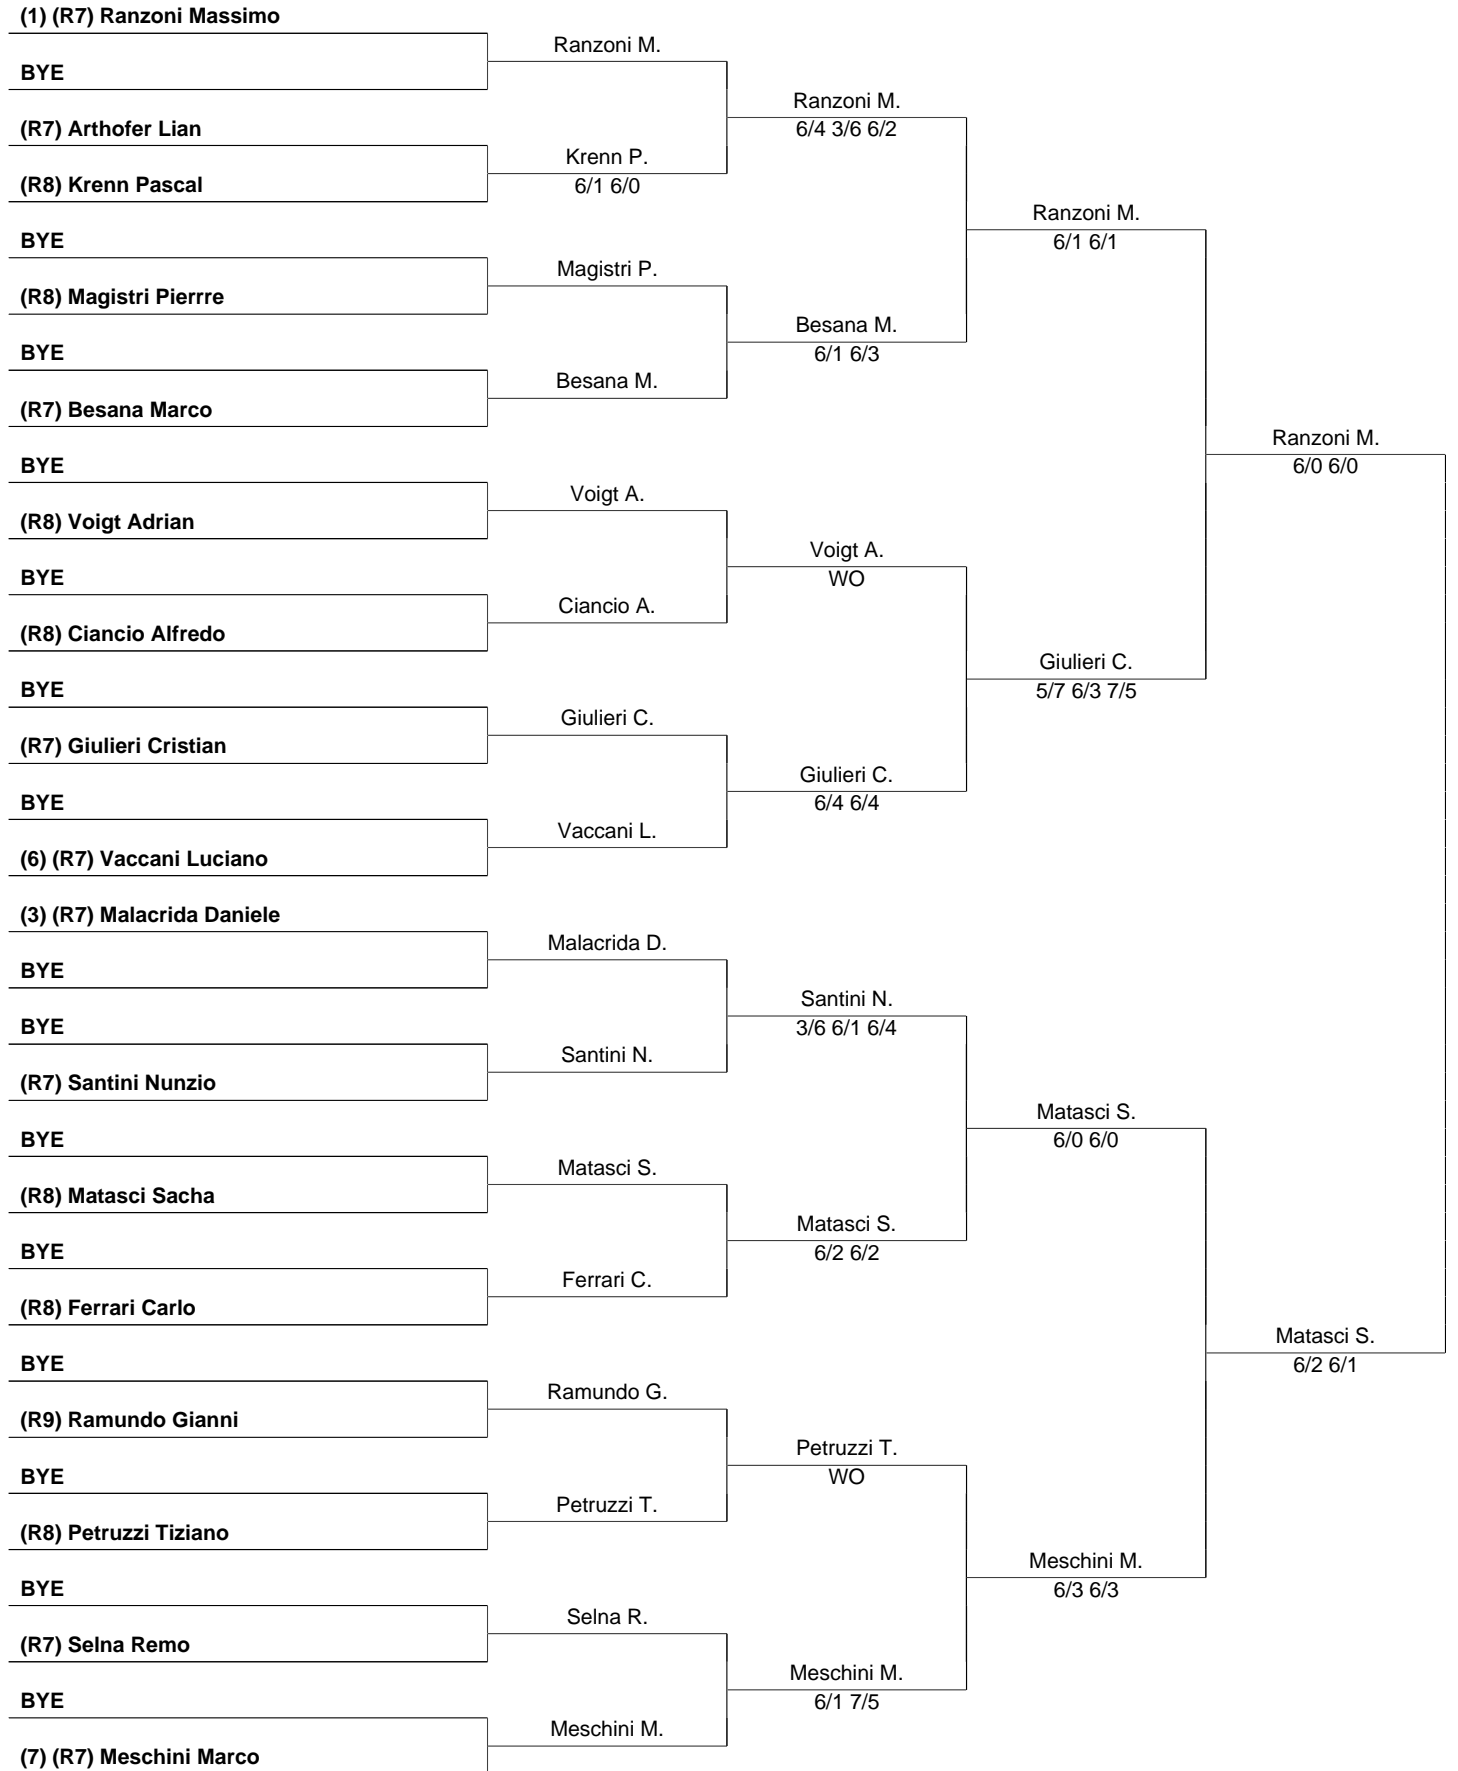 (1) (R7) Ranzoni Massimo
BYE
(R7) Arthofer Lian
(R8) Krenn Pascal
BYE
(R8) Magistri Pierrre
BYE
(R7) Besana Marco
BYE
(R8) Voigt Adrian
BYE
(R8) Ciancio Alfredo
BYE
(R7) Giulieri Cristian
BYE
(6) (R7) Vaccani Luciano
(3) (R7) Malacrida Daniele
BYE
BYE
(R7) Santini Nunzio
BYE
(R8) Matasci Sacha
BYE
(R8) Ferrari Carlo
BYE
(R9) Ramundo Gianni
BYE
(R8) Petruzzi Tiziano
BYE
(R7) Selna Remo
BYE
(7) (R7) Meschini Marco
Ranzoni M.
Krenn P.
6/1 6/0
Magistri P.
Besana M.
Voigt A.
Ciancio A.
Giulieri C.
Vaccani L.
Malacrida D.
Santini N.
Matasci S.
Ferrari C.
Ramundo G.
Petruzzi T.
Selna R.
Meschini M.
Ranzoni M.
6/4 3/6 6/2
Besana M.
6/1 6/3
Voigt A.
WO
Giulieri C.
6/4 6/4
Santini N.
3/6 6/1 6/4
Matasci S.
6/2 6/2
Petruzzi T.
WO
Meschini M.
6/1 7/5
Ranzoni M.
6/1 6/1
Giulieri C.
5/7 6/3 7/5
Matasci S.
6/0 6/0
Meschini M.
6/3 6/3
Ranzoni M.
6/0 6/0
Matasci S.
6/2 6/1